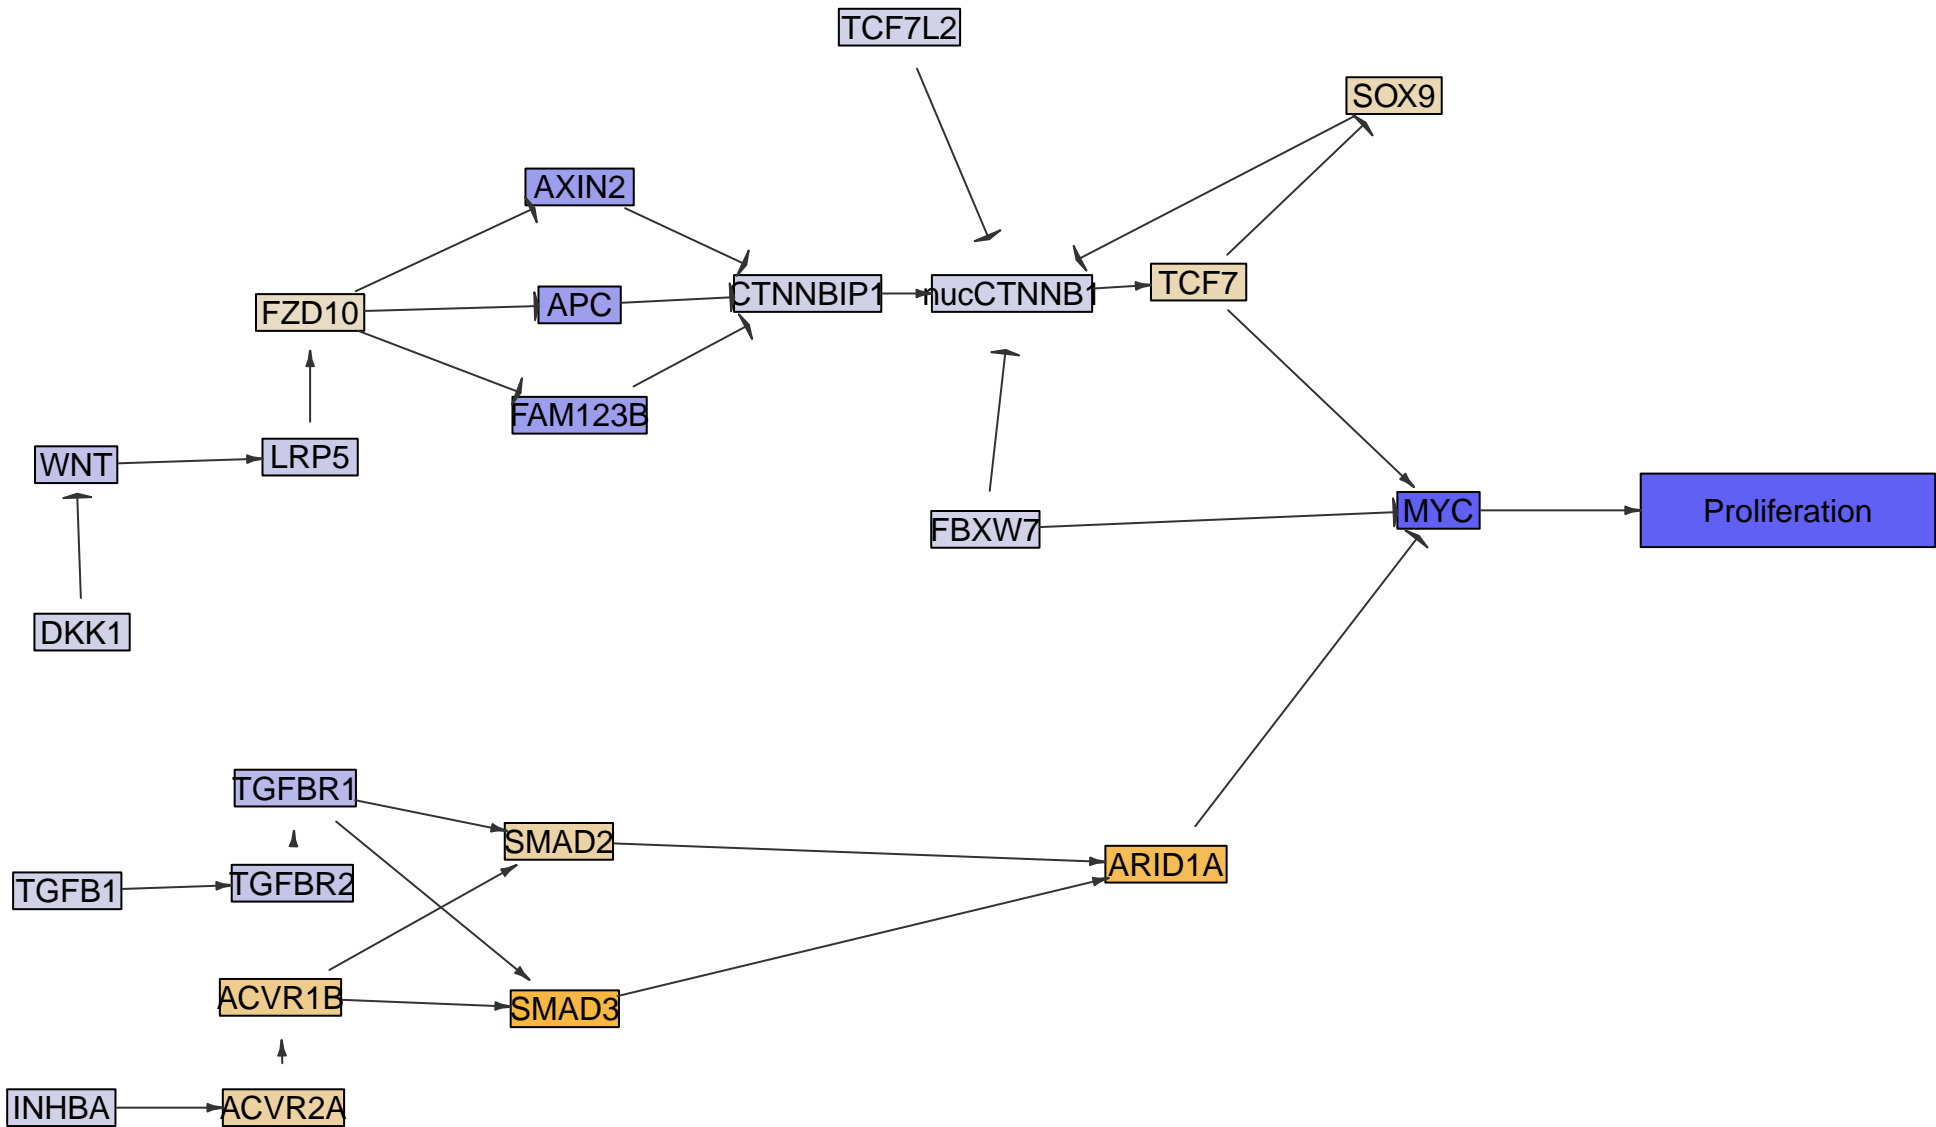 TCF7L2
SOX9
AXIN2
TCF7
CTNNBIP1
nucCTNNB1
APC
FZD10
FAM123B
LRP5
WNT
MYC
Proliferation
FBXW7
DKK1
TGFBR1
SMAD2
ARID1A
TGFBR2
TGFB1
ACVR1B
SMAD3
INHBA
ACVR2A